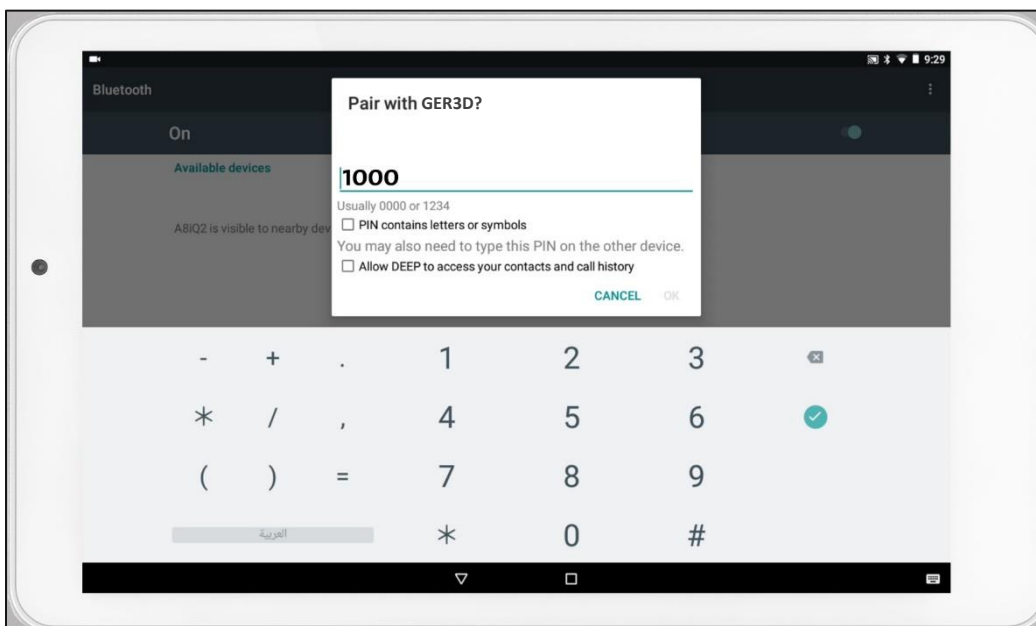 9:29
Bluetooth
Pair with GER3D?
On
Available devices
1000
Usually 0000 or 1234
A8iQ2 is visible to nearby dev
PIN contains letters or symbols
You may also need to type this PIN on the other device.
Allow DEEP to access your contacts and call history
CANCEL OK
- + . 1 2 3
* / , 4 5 6
( ) = 7 8 9
العربية * 0 #